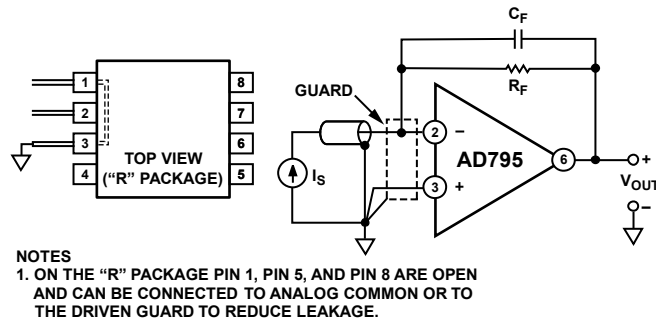 1
2
3
4
8
7
6
5
TOP VIEW
("R" PACKAGE)
GUARD
CF
RF
IS
2
3
−
+
AD795
6
+
VOUT
−
NOTES
1. ON THE "R" PACKAGE PIN 1, PIN 5, AND PIN 8 ARE OPEN
AND CAN BE CONNECTED TO ANALOG COMMON OR TO
THE DRIVEN GUARD TO REDUCE LEAKAGE.